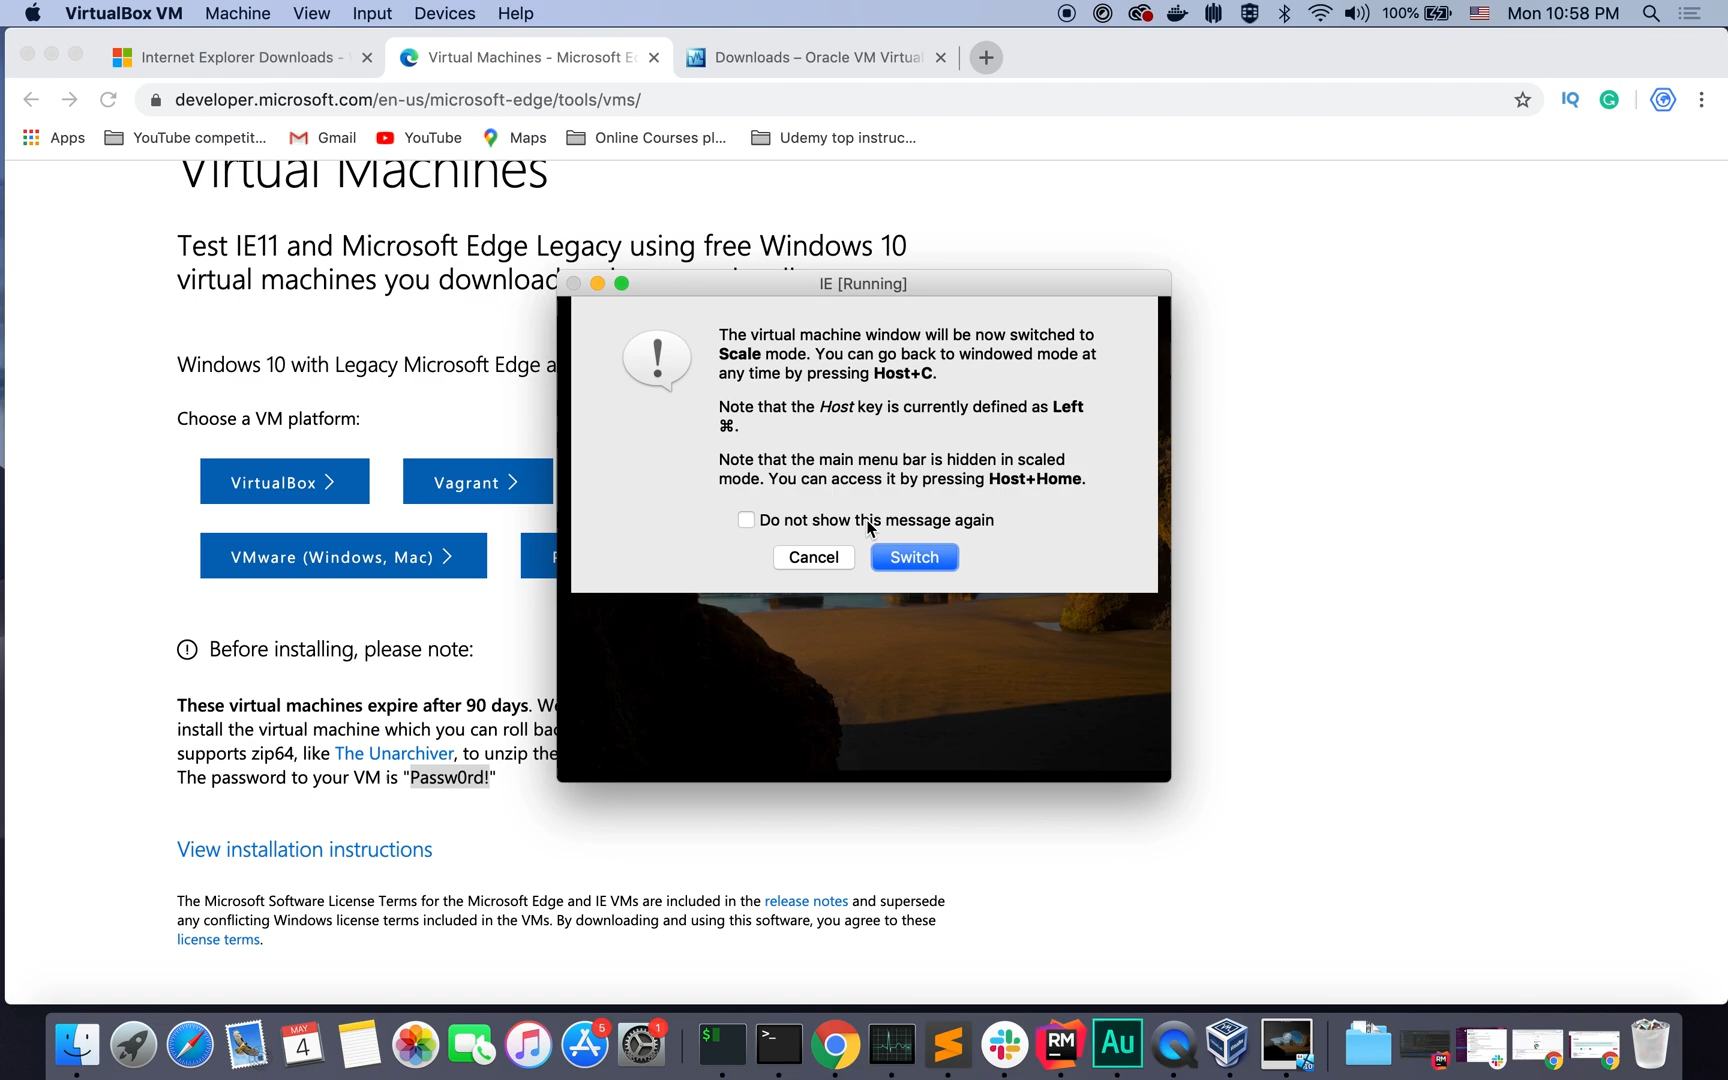 VirtualBox VM Machine View Input Devices Help 100% Mon 10:58 PM
Internet Explorer Downloads -
Virtual Machines - Microsoft Ed
Downloads – Oracle VM Virtual
developer.microsoft.com/en-us/microsoft-edge/tools/vms/
IQ
Apps YouTube competit... Gmail YouTube Maps Online Courses pl... Udemy top instruc...
Virtual Machines
Test IE11 and Microsoft Edge Legacy using free Windows 10
virtual machines you download
Windows 10 with Legacy Microsoft Edge a
Choose a VM platform:
VirtualBox
Vagrant
VMware (Windows, Mac)
Before installing, please note:
These virtual machines expire after 90 days. We
install the virtual machine which you can roll bac
supports zip64, like The Unarchiver, to unzip the
The password to your VM is "Passw0rd!"
View installation instructions
The Microsoft Software License Terms for the Microsoft Edge and IE VMs are included in the release notes and supersede
any conflicting Windows license terms included in the VMs. By downloading and using this software, you agree to these
license terms.
IE [Running]
The virtual machine window will be now switched to
Scale mode. You can go back to windowed mode at
any time by pressing Host+C.
Note that the Host key is currently defined as Left
⌘.
Note that the main menu bar is hidden in scaled
mode. You can access it by pressing Host+Home.
Do not show this message again
Cancel
Switch
MAY
4
5
1
$
>_
RM
Au